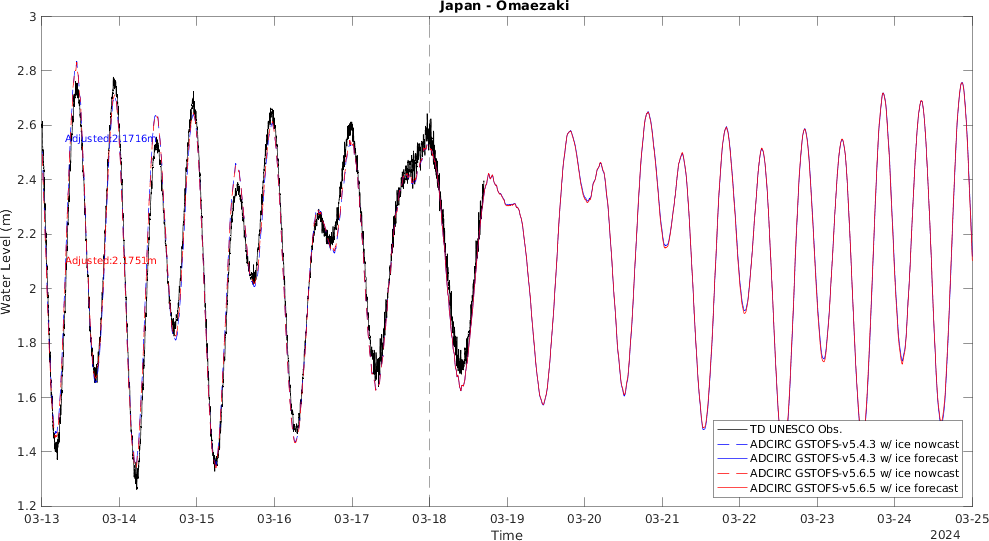 Japan - Omaezaki
3
2.8
2.6
2.4
2.2
2
1.8
1.6
1.4
1.2
Water Level (m)
Adjusted:2.1716m
Adjusted:2.1751m
TD UNESCO Obs.
ADCIRC GSTOFS-v5.4.3 w/ ice nowcast
ADCIRC GSTOFS-v5.4.3 w/ ice forecast
ADCIRC GSTOFS-v5.6.5 w/ ice nowcast
ADCIRC GSTOFS-v5.6.5 w/ ice forecast
03-13 03-14 03-15 03-16 03-17 03-18 03-19 03-20 03-21 03-22 03-23 03-24 03-25
Time
2024